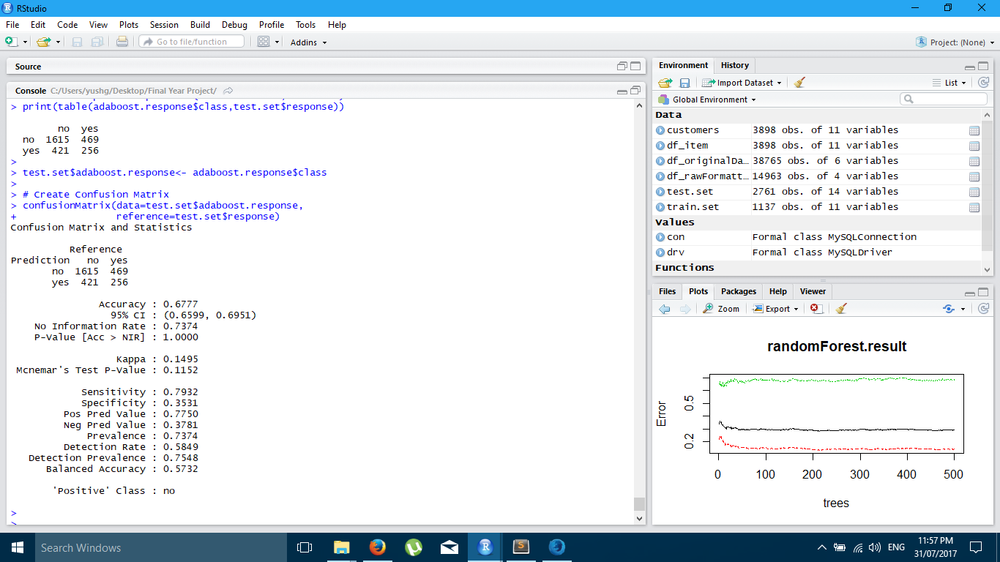 RStudio
File Edit Code View Plots Session Build Debug Profile Tools Help
Go to file/function Addins Project: (None)
Source
Console C:/Users/yushg/Desktop/Final Year Project/
> print(table(adaboost.response$class,test.set$response))
no yes
no 1615 469
yes 421 256
>
> test.set$adaboost.response<- adaboost.response$class
>
> # Create Confusion Matrix
> confusionMatrix(data=test.set$adaboost.response,
+ reference=test.set$response)
Confusion Matrix and Statistics
Reference
Prediction no yes
no 1615 469
yes 421 256
Accuracy : 0.6777
95% CI : (0.6599, 0.6951)
No Information Rate : 0.7374
P-Value [Acc > NIR] : 1.0000
Kappa : 0.1495
Mcnemar's Test P-Value : 0.1152
Sensitivity : 0.7932
Specificity : 0.3531
Pos Pred Value : 0.7750
Neg Pred Value : 0.3781
Prevalence : 0.7374
Detection Rate : 0.5849
Detection Prevalence : 0.7548
Balanced Accuracy : 0.5732
'Positive' Class : no
>
>
Environment History
Import Dataset List
Global Environment
Data
customers 3898 obs. of 11 variables
df_item 3898 obs. of 11 variables
df_originalDa… 38765 obs. of 6 variables
df_rawFormatt… 14963 obs. of 4 variables
test.set 2761 obs. of 14 variables
train.set 1137 obs. of 11 variables
Values
con Formal class MySQLConnection
drv Formal class MySQLDriver
Functions
Files Plots Packages Help Viewer
Zoom Export
randomForest.result
Error
0.5
0.2
0 100 200 300 400 500
trees
Search Windows
ENG
11:57 PM
31/07/2017